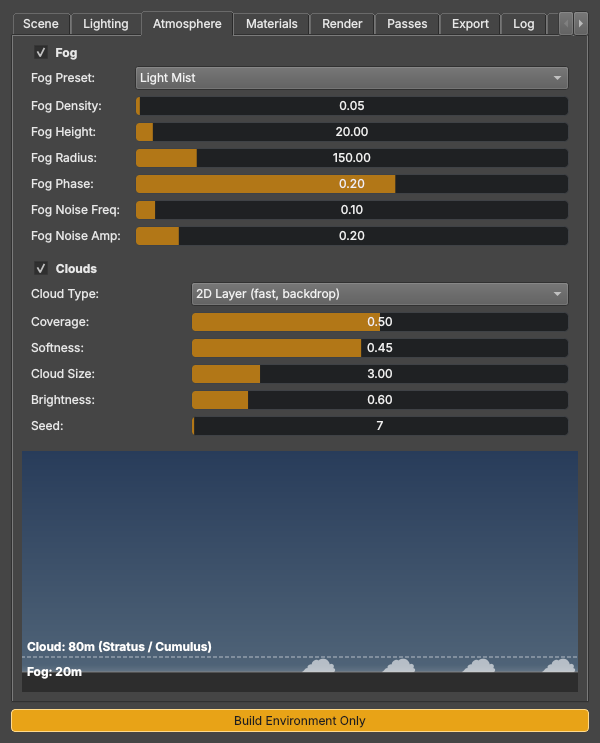 Scene Lighting Atmosphere Materials Render Passes Export Log
Fog
Fog Preset: Light Mist
Fog Density: 0.05
Fog Height: 20.00
Fog Radius: 150.00
Fog Phase: 0.20
Fog Noise Freq: 0.10
Fog Noise Amp: 0.20
Clouds
Cloud Type: 2D Layer (fast, backdrop)
Coverage: 0.50
Softness: 0.45
Cloud Size: 3.00
Brightness: 0.60
Seed: 7
Cloud: 80m (Stratus / Cumulus)
Fog: 20m
Build Environment Only